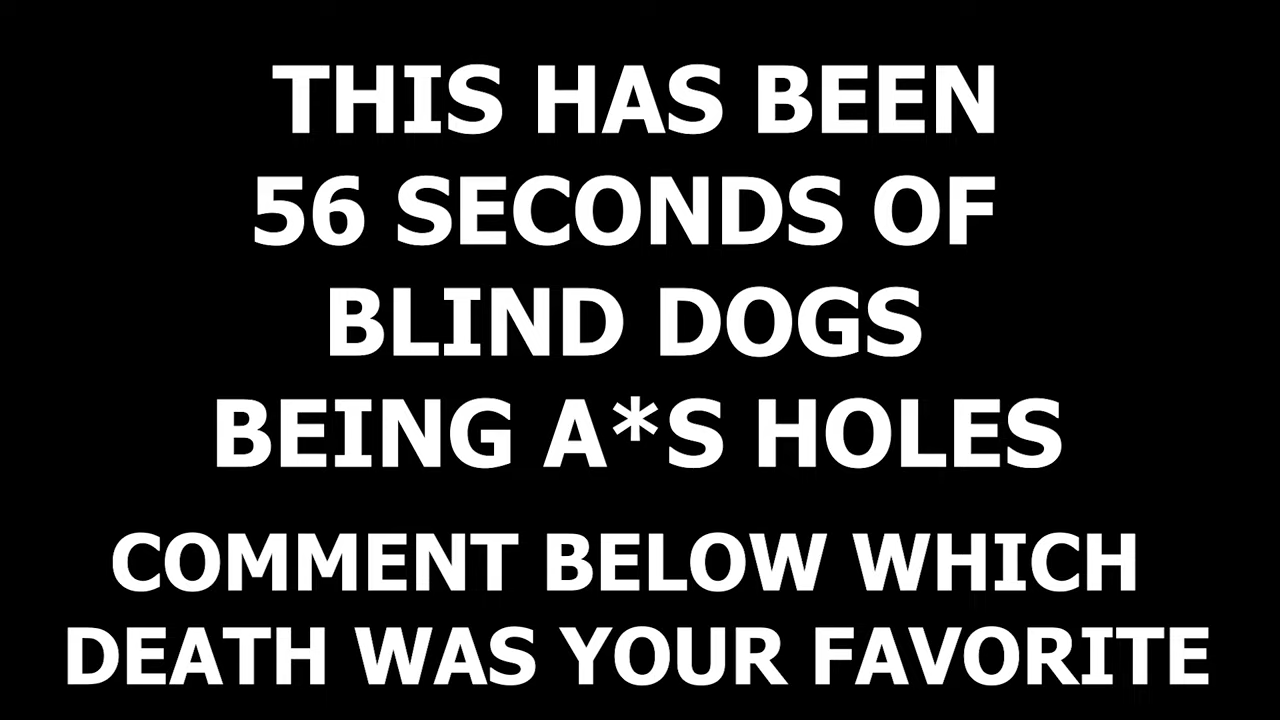 THIS HAS BEEN
56 SECONDS OF
BLIND DOGS
BEING A*S HOLES
COMMENT BELOW WHICH
DEATH WAS YOUR FAVORITE